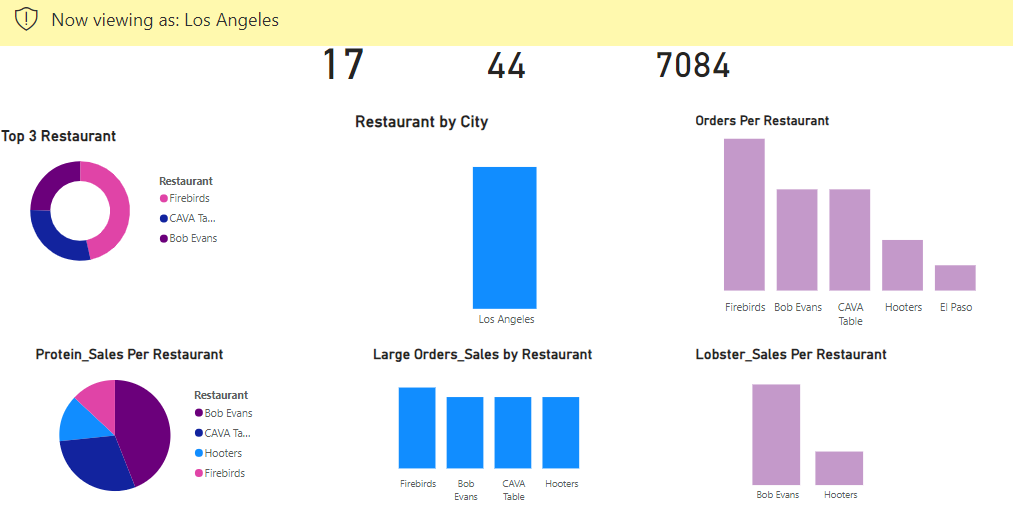 Now viewing as: Los Angeles
17 44 7084
Top 3 Restaurant
Restaurant
Firebirds
CAVA Ta...
Bob Evans
Restaurant by City
Los Angeles
Orders Per Restaurant
Firebirds Bob Evans CAVA Hooters El Paso
Table
Protein_Sales Per Restaurant
Restaurant
Bob Evans
CAVA Ta...
Hooters
Firebirds
Large Orders_Sales by Restaurant
Firebirds Bob CAVA Hooters
Evans Table
Lobster_Sales Per Restaurant
Bob Evans Hooters